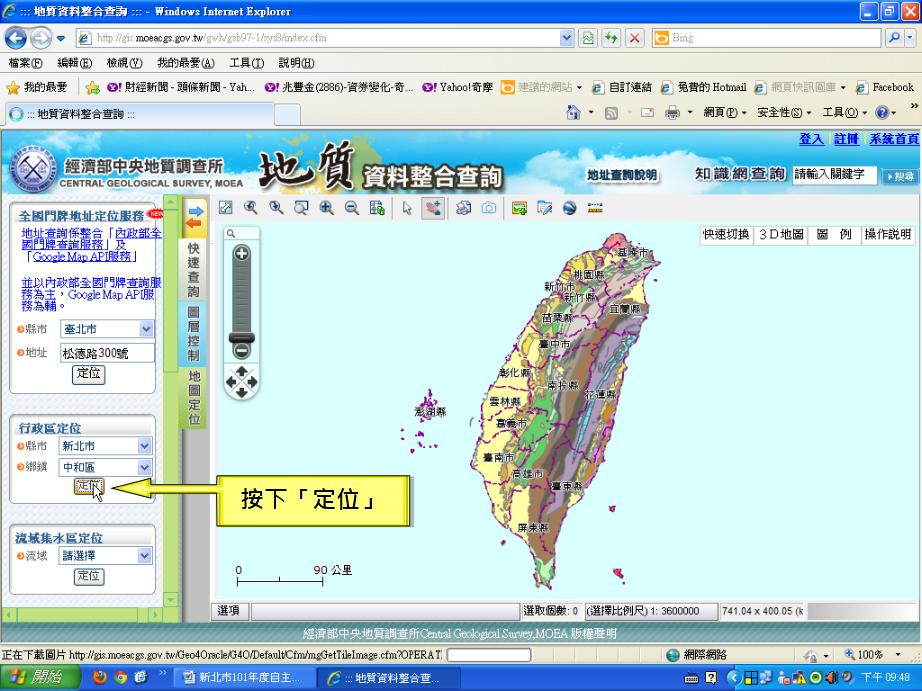 ::: 地質資料整合查詢 ::: - Windows Internet Explorer
http://gis.moeacgs.gov.tw/gwh/gsb97-1/sys8/index.cfm
Bing
檔案(F) 編輯(E) 檢視(V) 我的最愛(A) 工具(T) 說明(H)
我的最愛 財經新聞 - 頭條新聞 - Yah... 兆豐金(2886)-資券變化-奇... Yahoo!奇摩 建議的網站 自訂連結 免費的 Hotmail 網頁快訊圖庫 Facebook
::: 地質資料整合查詢 :::
網頁(P) 安全性(S) 工具(O)
登入 註冊 系統首頁
經濟部中央地質調查所
CENTRAL GEOLOGICAL SURVEY, MOEA
地質資料整合查詢
地址查詢說明
知識網查詢
請輸入關鍵字
搜尋
全國門牌地址定位服務 NEW
地址查詢係整合「內政部全
國門牌查詢服務」及
「Google Map API服務」
並以內政部全國門牌查詢服
務為主，Google Map API服
務為輔。
縣市 臺北市
地址 松德路300號
定位
行政區定位
縣市 新北市
鄉鎮 中和區
定位
流域集水區定位
流域 請選擇
定位
快速查詢
圖層控制
地圖定位
快速切換 3D地圖 圖 例 操作說明
基隆市
桃園縣
新竹市
新竹縣
宜蘭縣
苗栗縣
臺中市
彰化縣
南投縣
花蓮縣
雲林縣
澎湖縣
嘉義市
臺南市
高雄市
臺東縣
屏東縣
按下「定位」
0 90 公里
選項
選取個數: 0
(選擇比例尺) 1: 3600000
741.04 x 400.05 (k
經濟部中央地質調查所Central Geological Survey,MOEA 版權聲明
正在下載圖片 http://gis.moeacgs.gov.tw/Geo4Oracle/G4O/Default/Cfm/mgGetTileImage.cfm?OPERAT
網際網路
100%
開始
新北市101年度自主...
::: 地質資料整合查...
下午 09:48